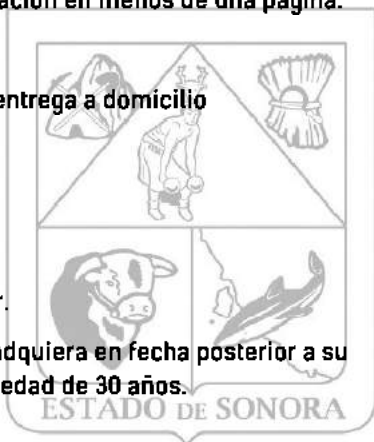 ación en menos de una página.
entrega a domicilio
r.
adquiera en fecha posterior a su
edad de 30 años.
ESTADO DE SONORA